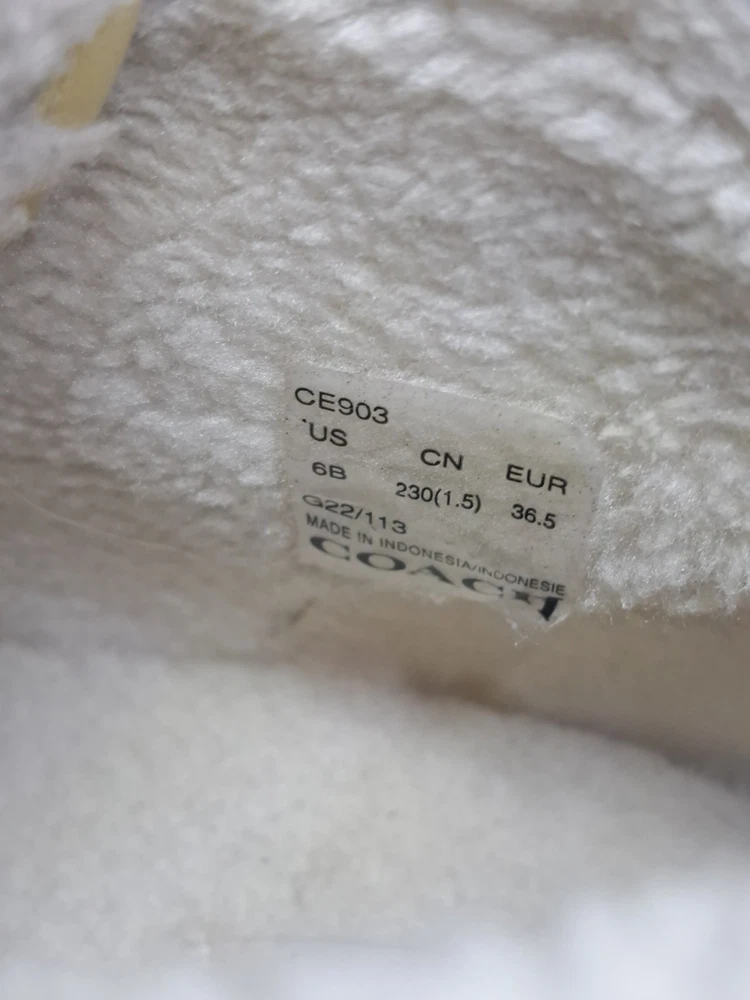 CE903
US CN EUR
6B 230(1.5) 36.5
G22/113
MADE IN INDONESIA/INDONESIE
COACH